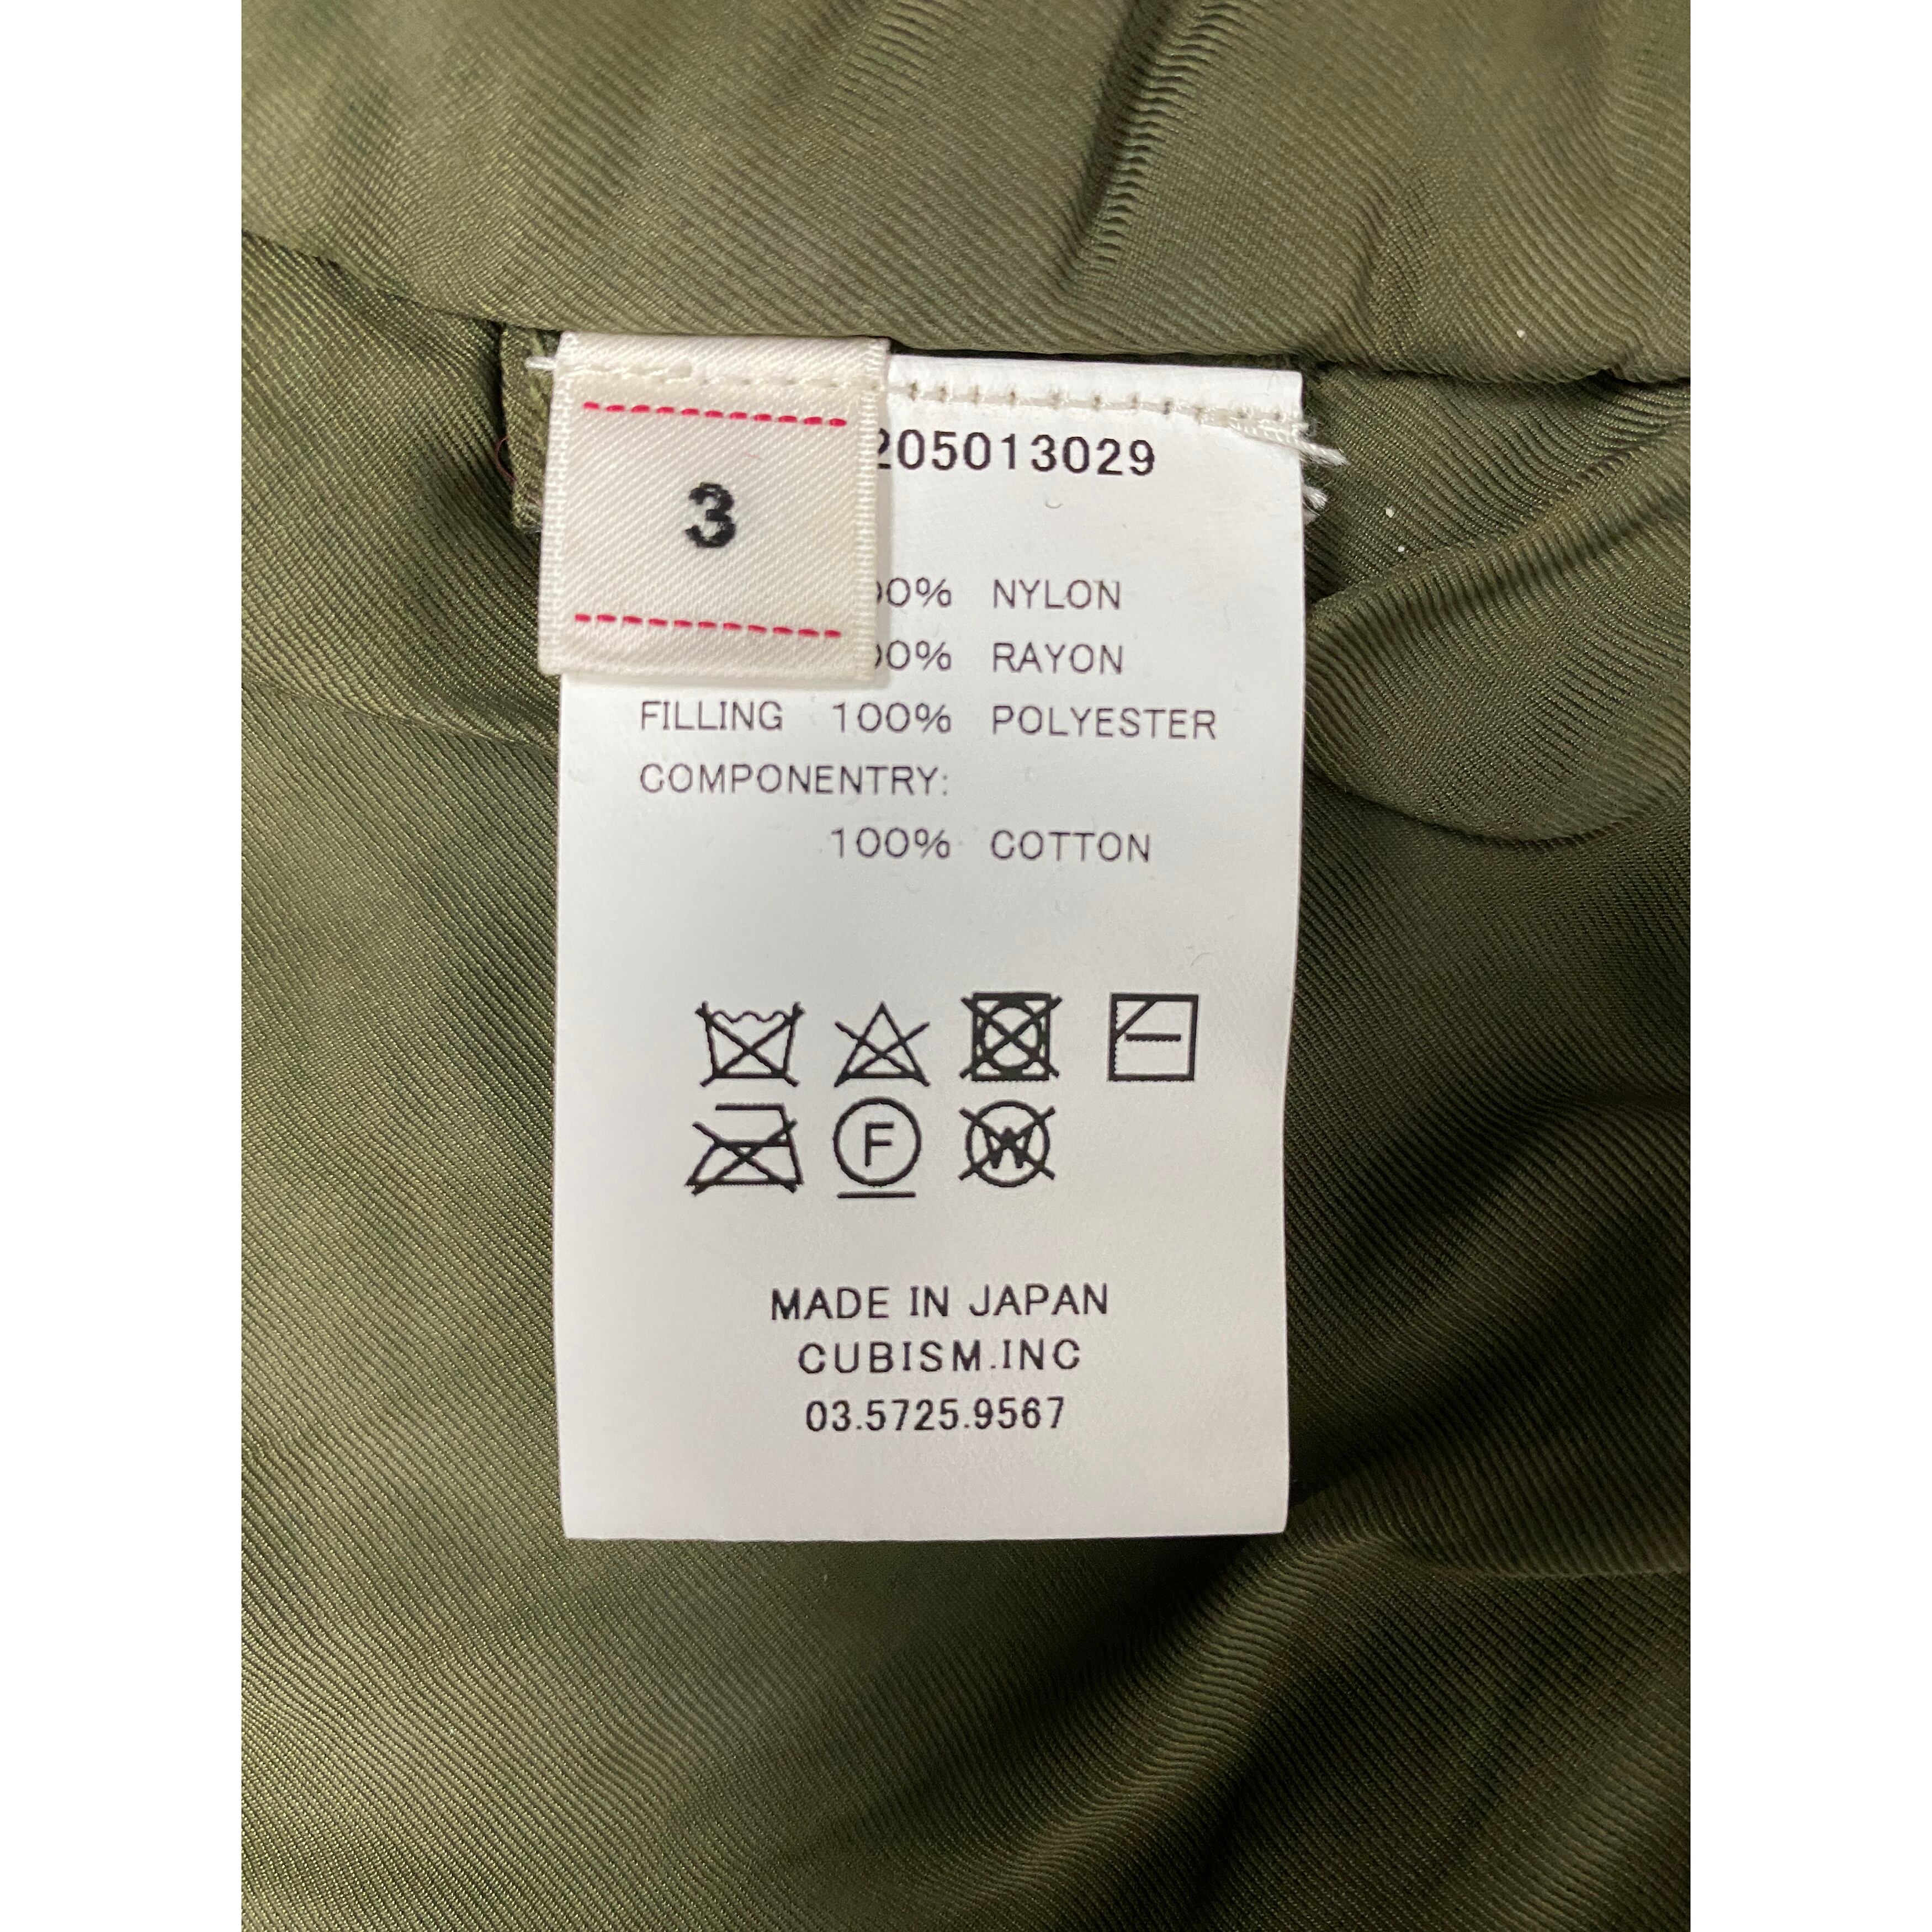 3
205013029
00% NYLON
00% RAYON
FILLING 100% POLYESTER
COMPONENTRY:
100% COTTON
F
W
MADE IN JAPAN
CUBISM.INC
03.5725.9567